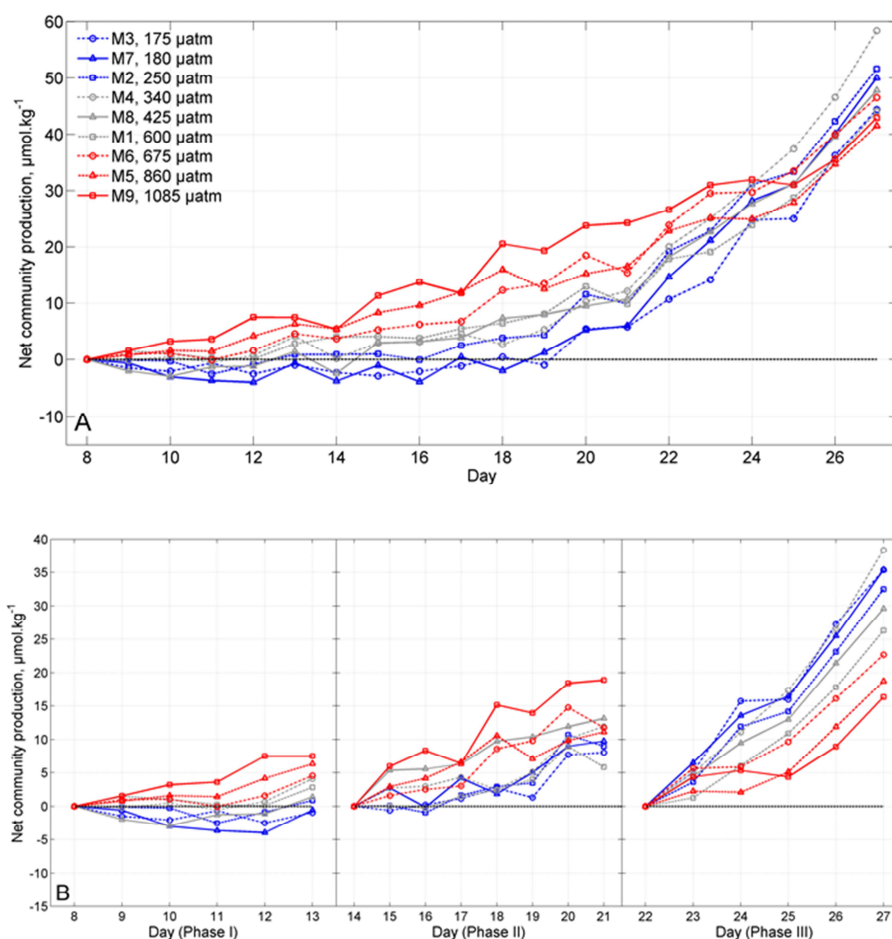 60
50
40
30
20
10
0
-10
Net community production, μmol.kg-1
M3, 175 μatm
M7, 180 μatm
M2, 250 μatm
M4, 340 μatm
M8, 425 μatm
M1, 600 μatm
M6, 675 μatm
M5, 860 μatm
M9, 1085 μatm
A
8 10 12 14 16 18 20 22 24 26
Day
40
35
30
25
20
15
10
5
0
-5
-10
-15
Net community production, μmol.kg-1
B
8 9 10 11 12 13 14 15 16 17 18 19 20 21 22 23 24 25 26 27
Day (Phase I) Day (Phase II) Day (Phase III)